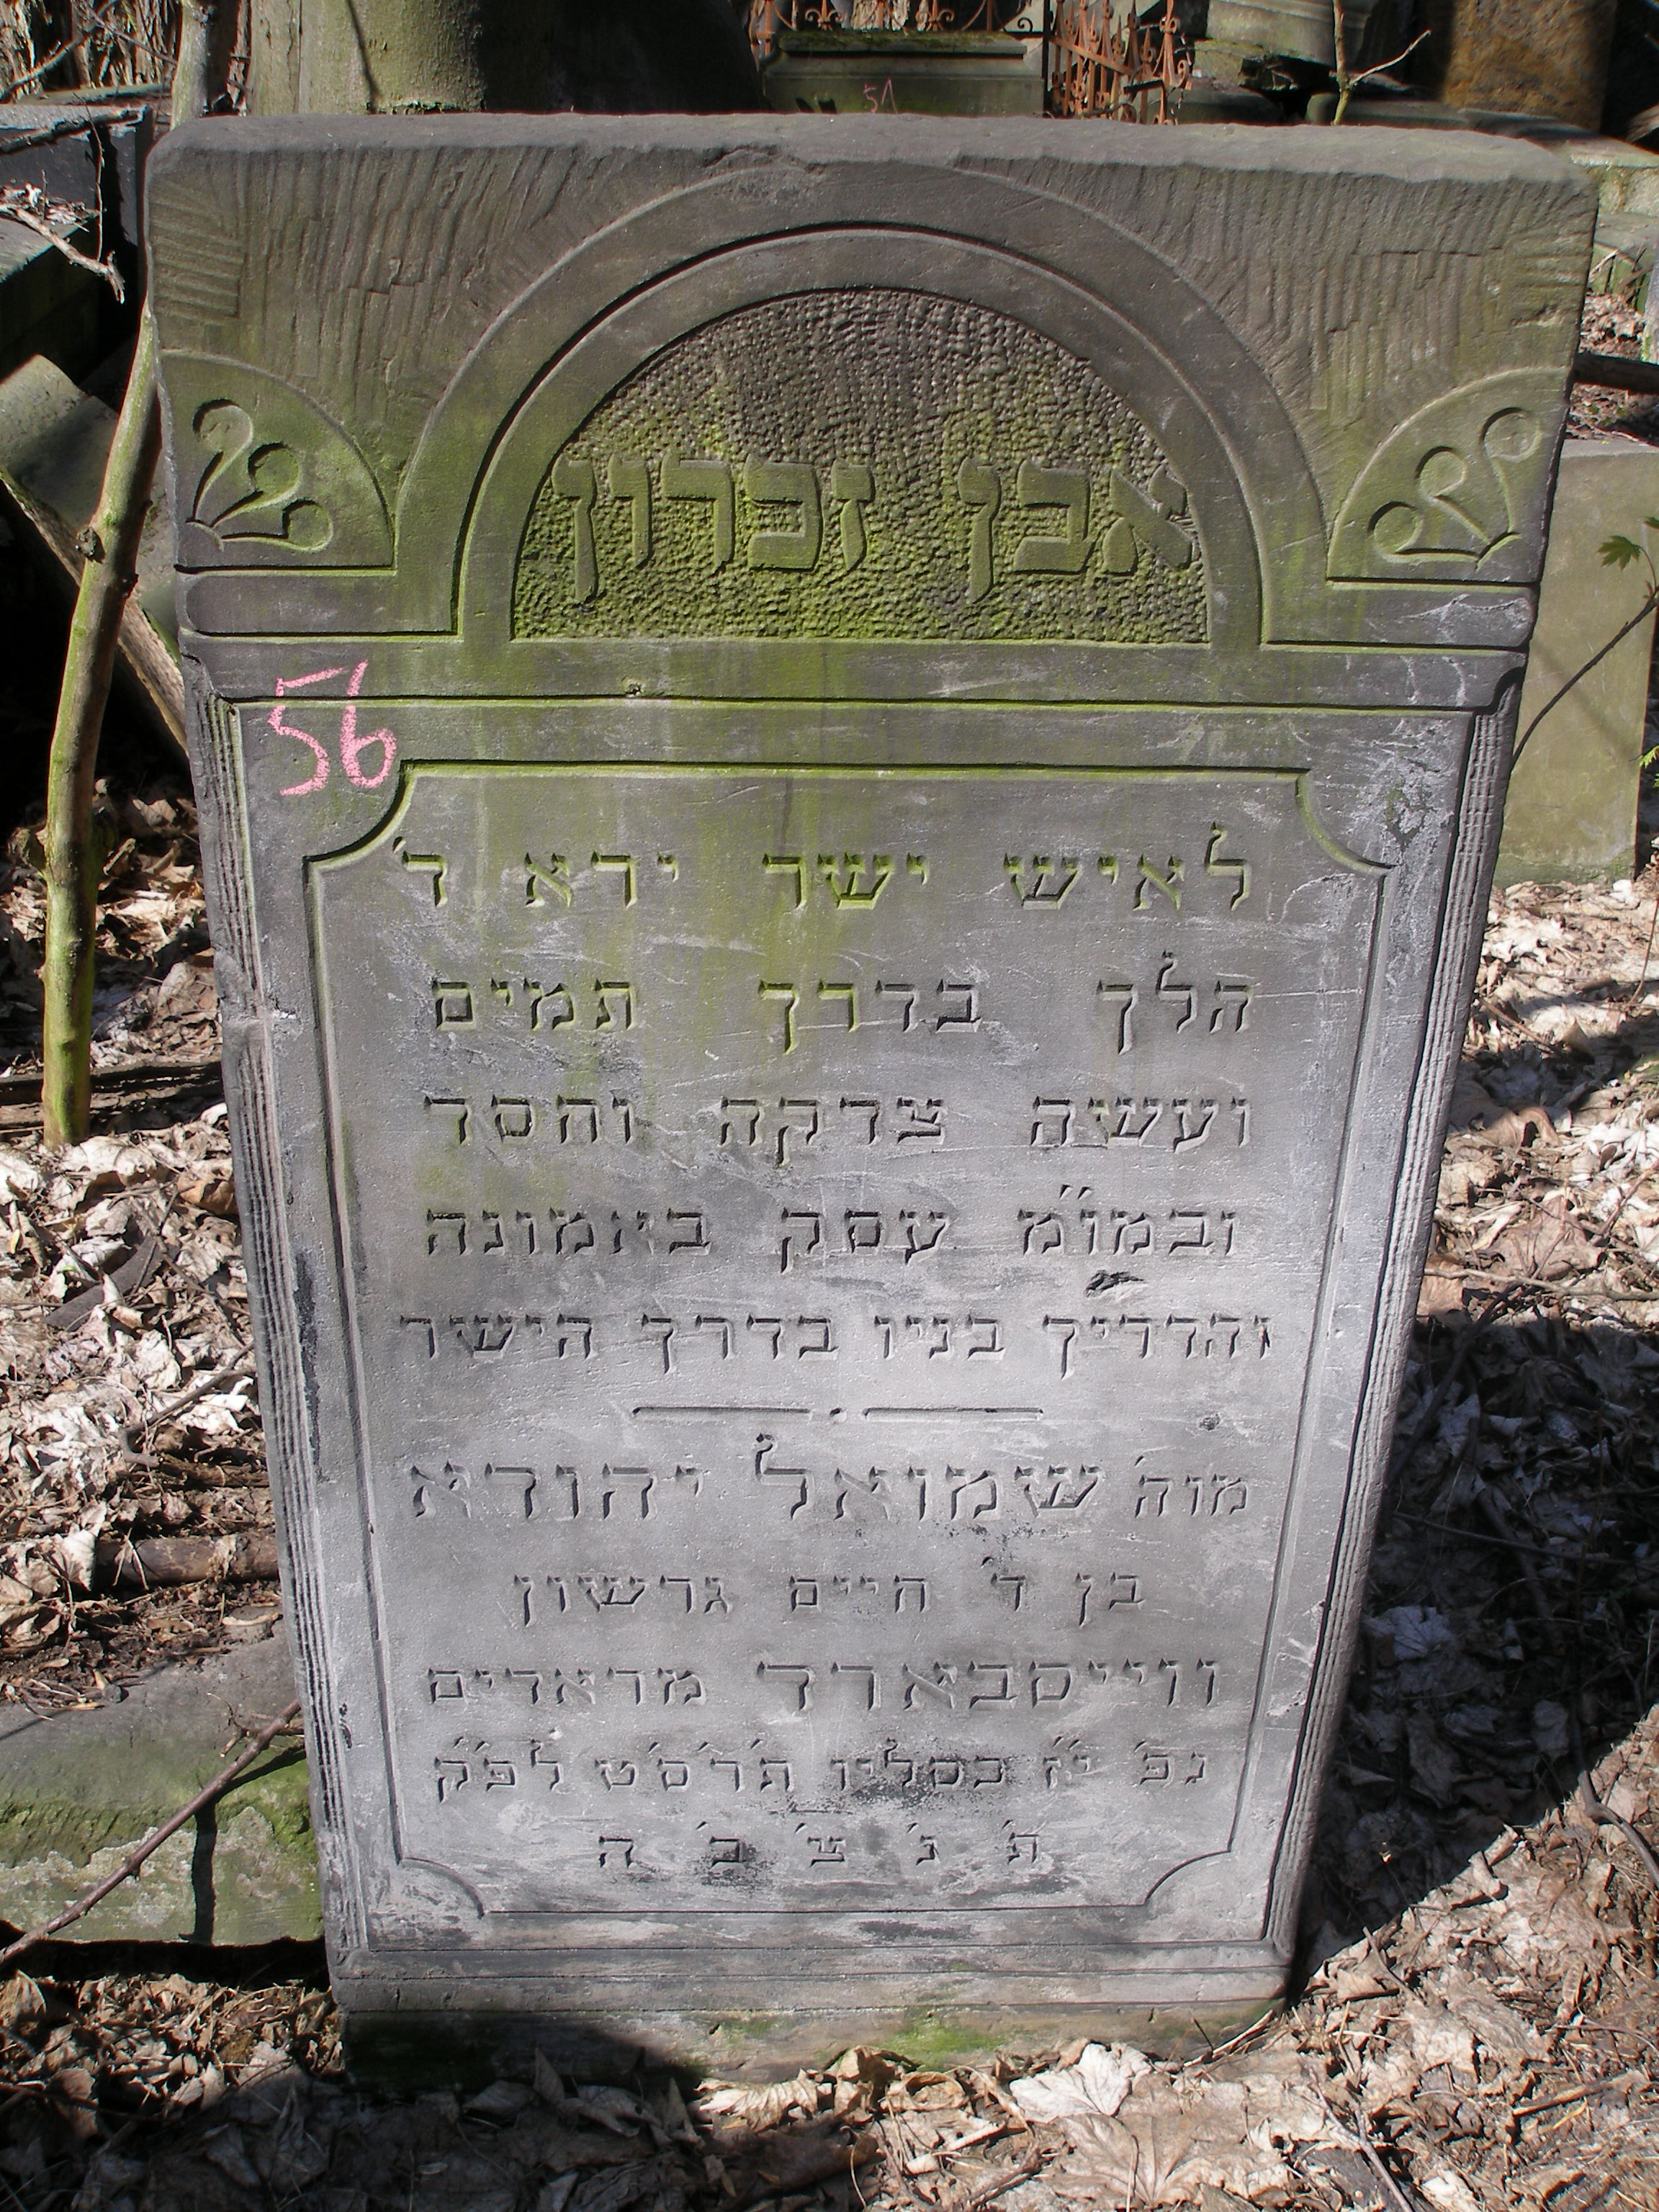 51
אבן זכרון
56
לאיש ישר ירא ד'
הלך בדרך תמים
ועשה צדקה וחסד
ובמו"מ עסק באמונה
והדריך בניו בדרך הישר
מוה' שמואל יהודא
בן ר' חיים גרשון
ווייסבארד מראדים
נפ' י"ז כסליו ת'ר'ס'ט לפ"ק
ת' נ' צ' ב' ה